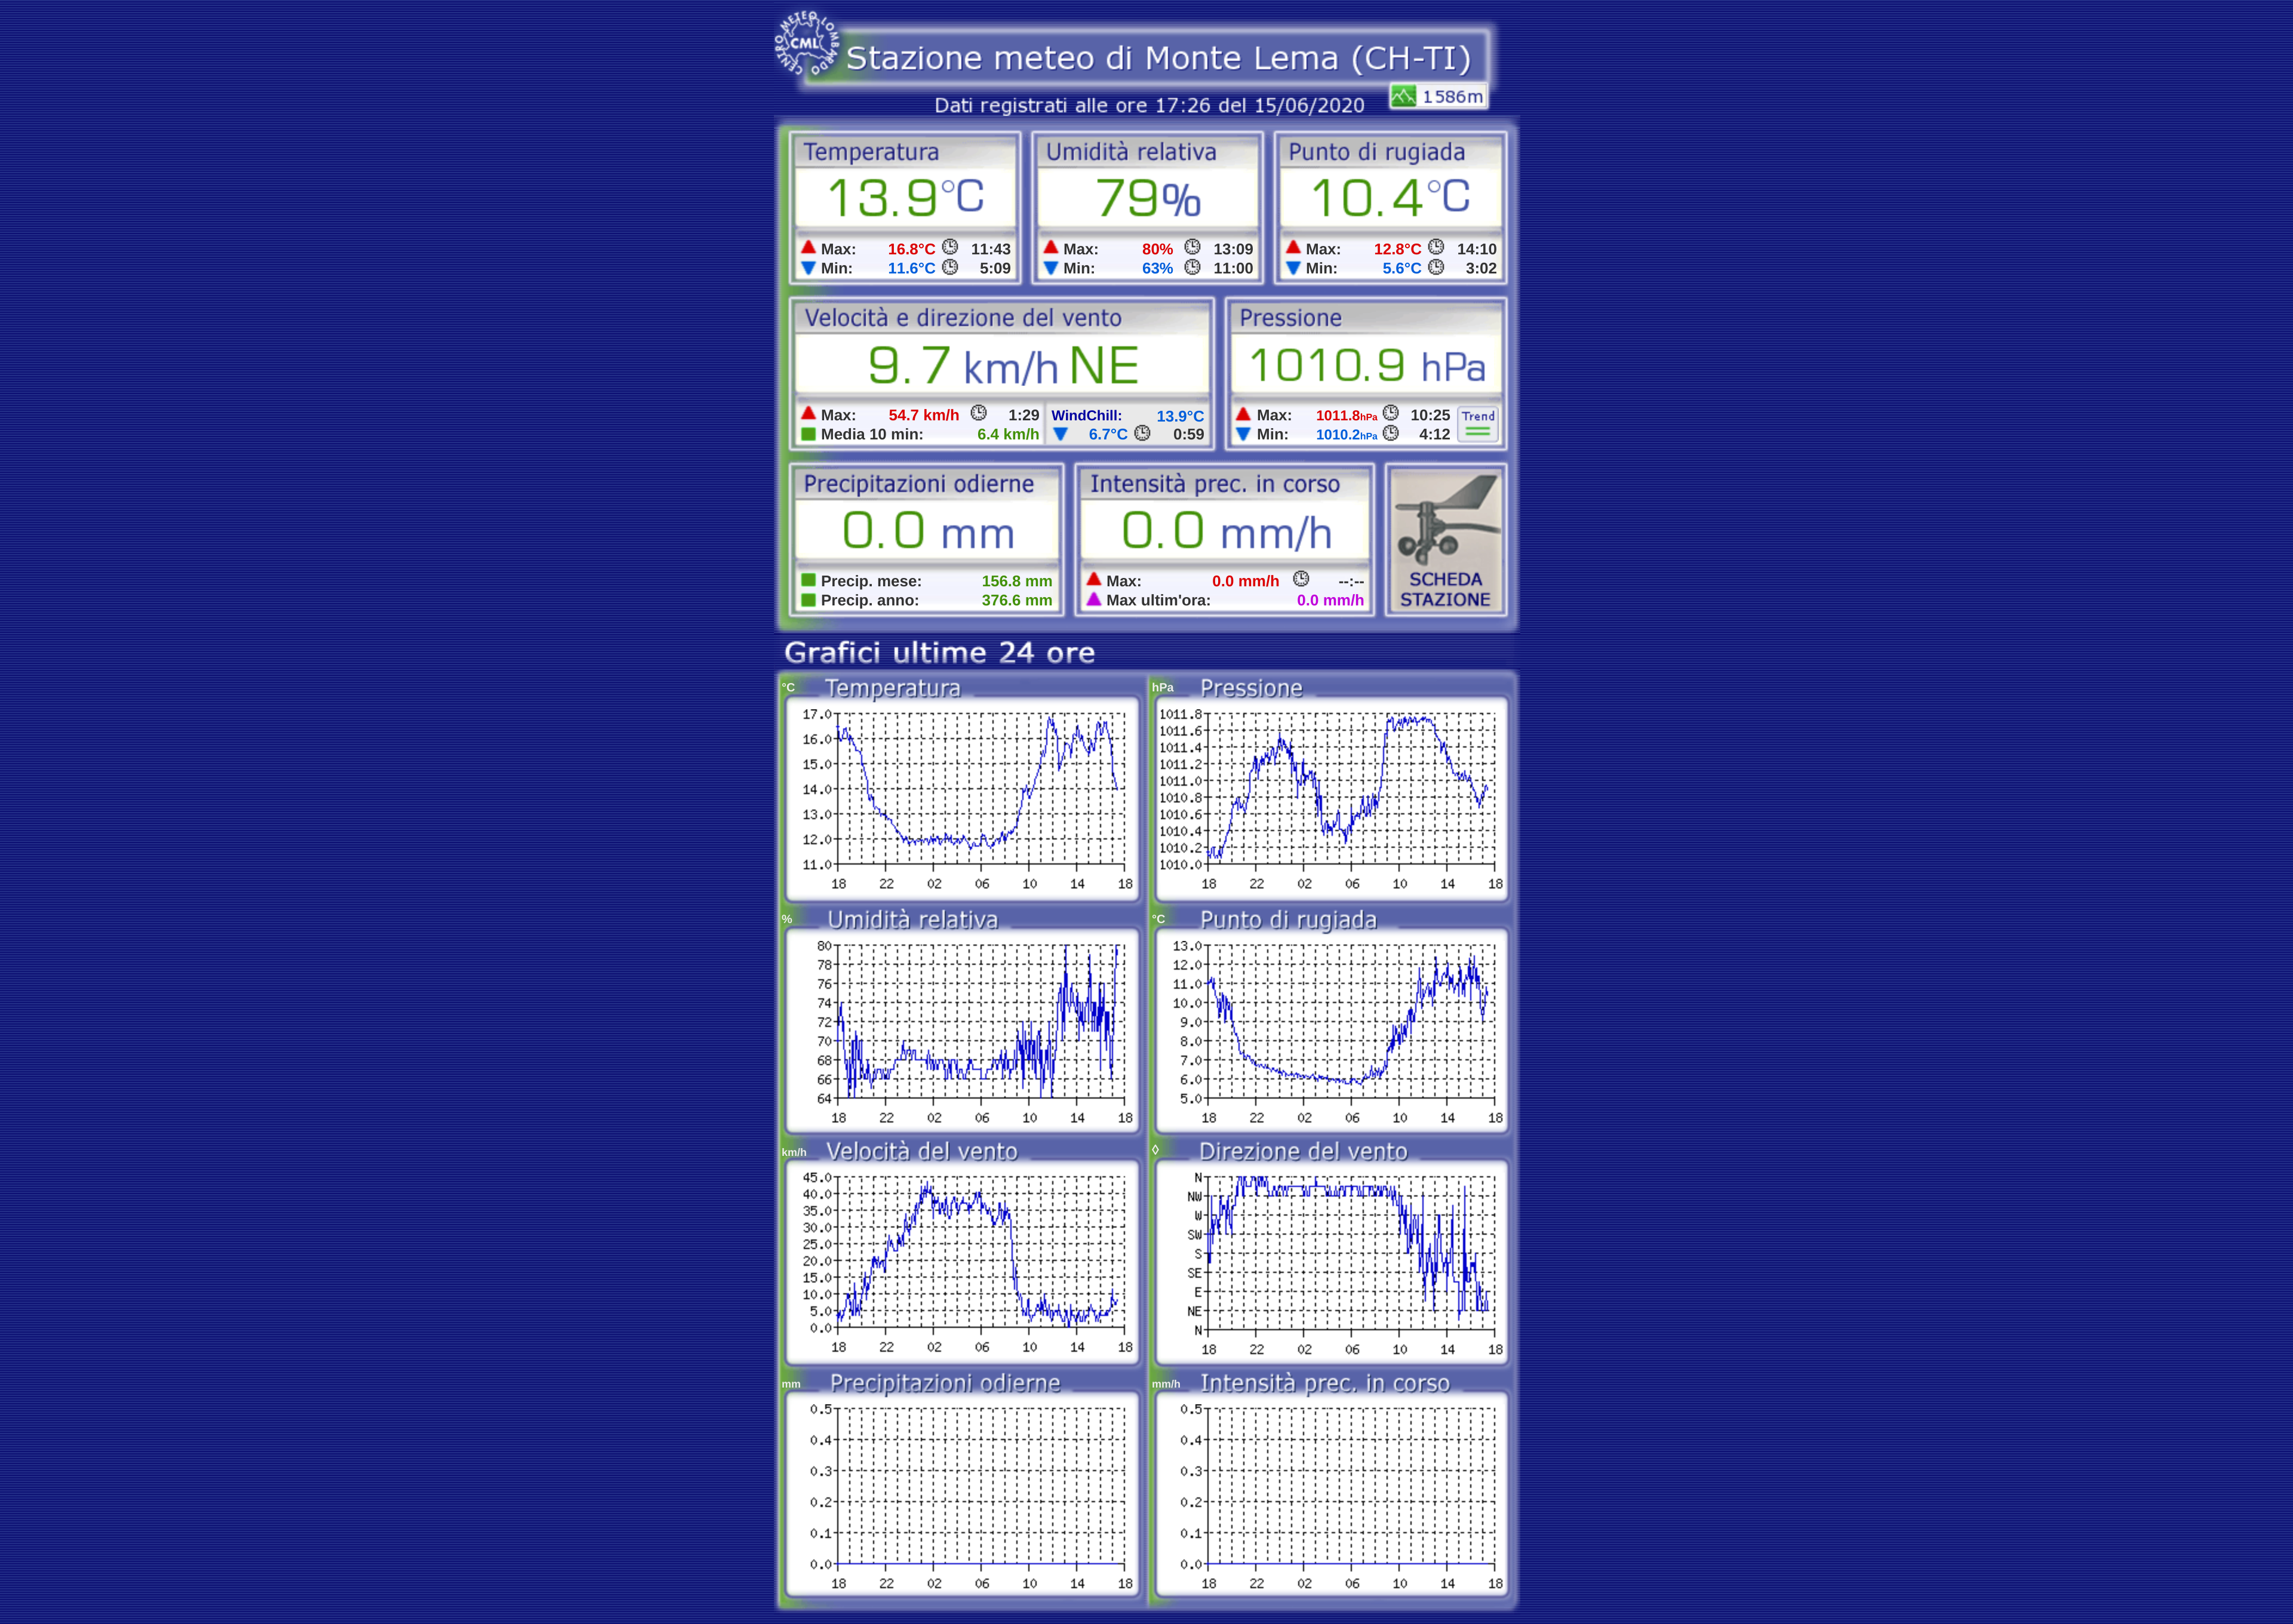 CENTRO METEO LOMBARDO
CML
Stazione meteo di Monte Lema (CH-TI)
1586m
Dati registrati alle ore 17:26 del 15/06/2020
Temperatura Umidità relativa Punto di rugiada
13.9°C 79% 10.4°C
Max: 16.8°C 11:43 Max: 80% 13:09 Max: 12.8°C 14:10
Min: 11.6°C 5:09 Min: 63% 11:00 Min: 5.6°C 3:02
Velocità e direzione del vento Pressione
9.7 km/h NE 1010.9 hPa
Max: 54.7 km/h 1:29 WindChill: 13.9°C Max: 1011.8hPa 10:25 Trend
Media 10 min: 6.4 km/h 6.7°C 0:59 Min: 1010.2hPa 4:12
Precipitazioni odierne Intensità prec. in corso
0.0 mm 0.0 mm/h
Precip. mese: 156.8 mm Max: 0.0 mm/h --:-- SCHEDA
Precip. anno: 376.6 mm Max ultim'ora: 0.0 mm/h STAZIONE
Grafici ultime 24 ore
°C Temperatura
17.0
16.0
15.0
14.0
13.0
12.0
11.0
18 22 02 06 10 14 18
hPa Pressione
1011.8
1011.6
1011.4
1011.2
1011.0
1010.8
1010.6
1010.4
1010.2
1010.0
18 22 02 06 10 14 18
% Umidità relativa
80
78
76
74
72
70
68
66
64
18 22 02 06 10 14 18
°C Punto di rugiada
13.0
12.0
11.0
10.0
9.0
8.0
7.0
6.0
5.0
18 22 02 06 10 14 18
km/h Velocità del vento
45.0
40.0
35.0
30.0
25.0
20.0
15.0
10.0
5.0
0.0
18 22 02 06 10 14 18
◊ Direzione del vento
N
NW
W
SW
S
SE
E
NE
N
18 22 02 06 10 14 18
mm Precipitazioni odierne
0.5
0.4
0.3
0.2
0.1
0.0
18 22 02 06 10 14 18
mm/h Intensità prec. in corso
0.5
0.4
0.3
0.2
0.1
0.0
18 22 02 06 10 14 18